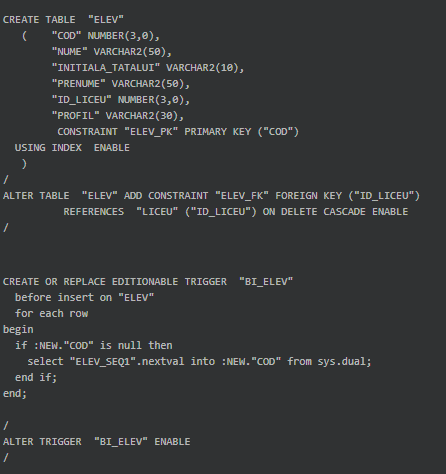 CREATE TABLE  "ELEV"
   (    "COD" NUMBER(3,0),
        "NUME" VARCHAR2(50),
        "INITIALA_TATALUI" VARCHAR2(10),
        "PRENUME" VARCHAR2(50),
        "ID_LICEU" NUMBER(3,0),
        "PROFIL" VARCHAR2(30),
         CONSTRAINT "ELEV_PK" PRIMARY KEY ("COD")
  USING INDEX  ENABLE
   )
/
ALTER TABLE  "ELEV" ADD CONSTRAINT "ELEV_FK" FOREIGN KEY ("ID_LICEU")
          REFERENCES  "LICEU" ("ID_LICEU") ON DELETE CASCADE ENABLE
/
CREATE OR REPLACE EDITIONABLE TRIGGER  "BI_ELEV"
  before insert on "ELEV"
  for each row
begin
  if :NEW."COD" is null then
    select "ELEV_SEQ1".nextval into :NEW."COD" from sys.dual;
  end if;
end;
/
ALTER TRIGGER  "BI_ELEV" ENABLE
/